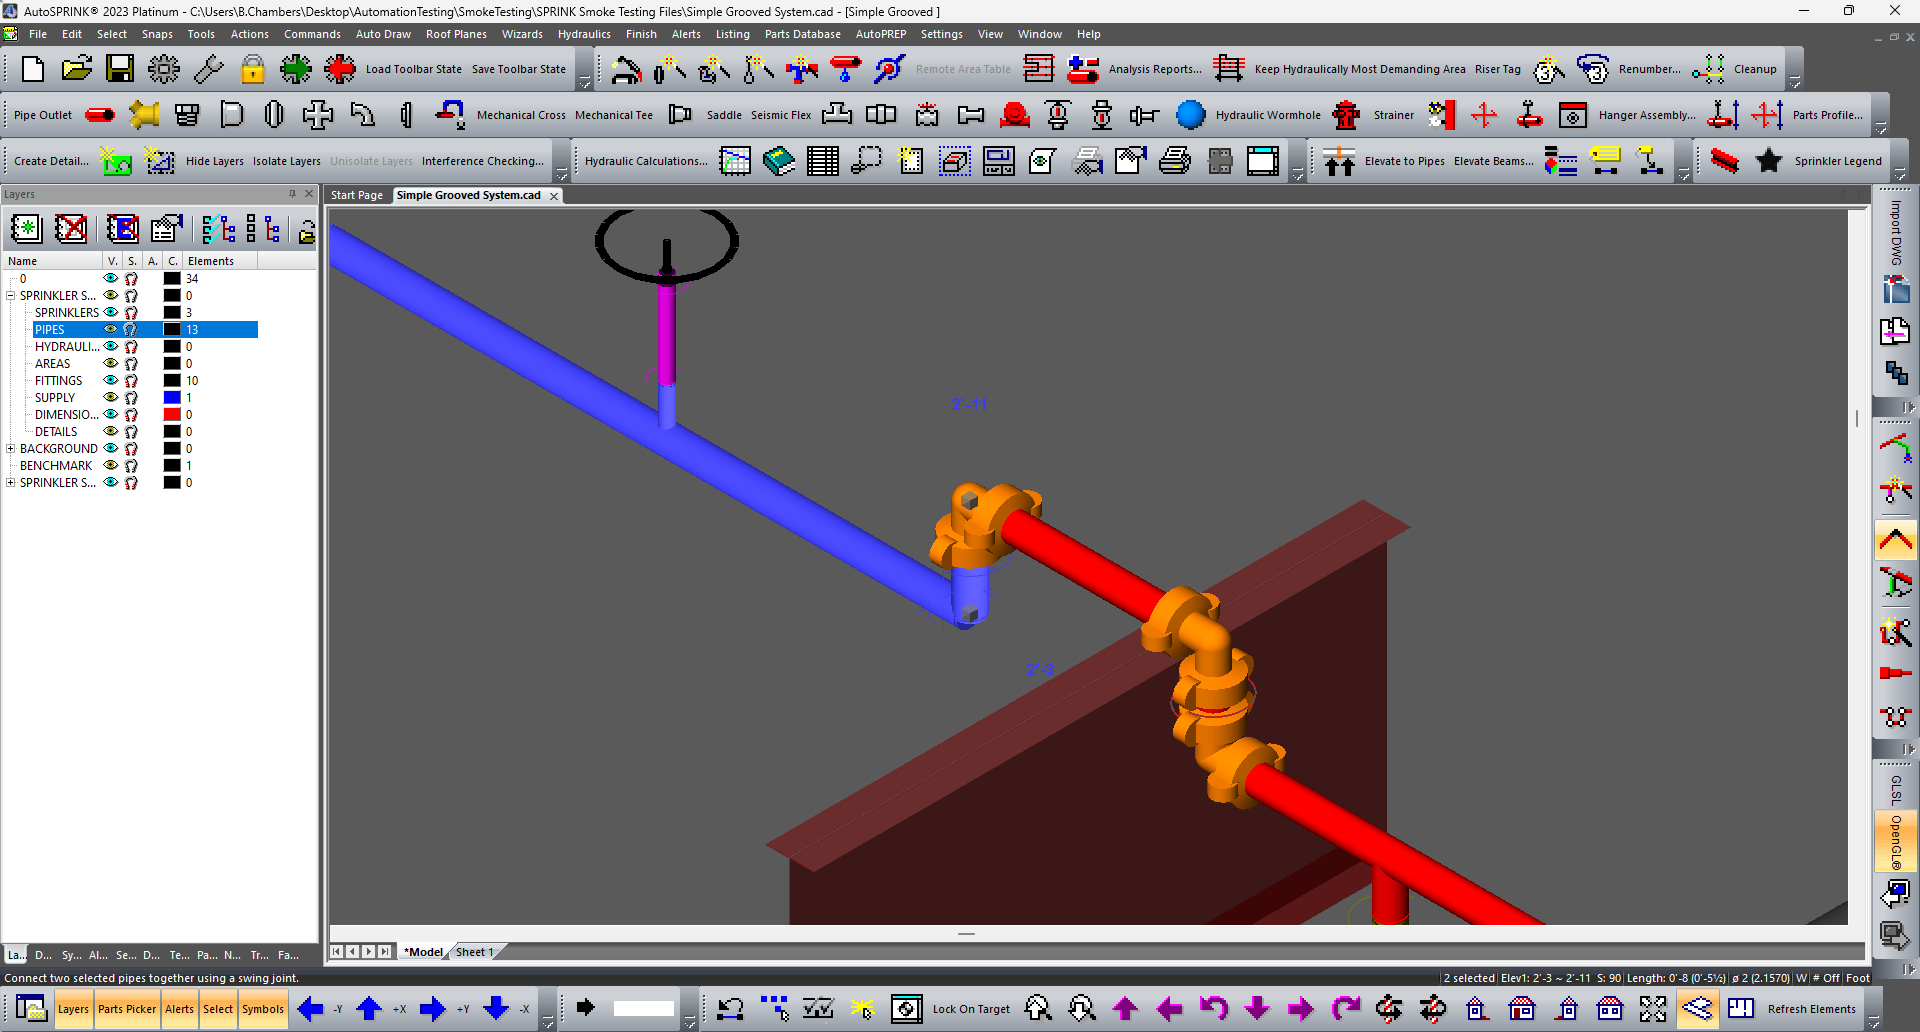 AutoSPRINK® 2023 Platinum - C:\Users\B.Chambers\Desktop\AutomationTesting\SmokeTesting\SPRINK Smoke Testing Files\Simple Grooved System.cad - [Simple Grooved ]
File Edit Select Snaps Tools Actions Commands Auto Draw Roof Planes Wizards Hydraulics Finish Alerts Listing Parts Database AutoPREP Settings View Window Help
Load Toolbar State Save Toolbar State Remote Area Table Analysis Reports... Keep Hydraulically Most Demanding Area Riser Tag Renumber... Cleanup
Pipe Outlet Mechanical Cross Mechanical Tee Saddle Seismic Flex Hydraulic Wormhole Strainer Hanger Assembly... Parts Profile...
Create Detail... Hide Layers Isolate Layers Unisolate Layers Interference Checking... Hydraulic Calculations... Elevate to Pipes Elevate Beams... Sprinkler Legend
Layers
Start Page Simple Grooved System.cad
Name V. S. A. C. Elements
0 34
SPRINKLER S... 0
SPRINKLERS 3
PIPES 13
HYDRAULI... 0
AREAS 0
FITTINGS 10
SUPPLY 1
DIMENSIO... 0
DETAILS 0
BACKGROUND 0
BENCHMARK 1
SPRINKLER S... 0
2'-11
2'-3
Import DWG
GLSL
OpenGL®
La... D... Sy... Al... Se... D... Te... Pa... N... Tr... Fa...
*Model Sheet 1
Connect two selected pipes together using a swing joint.
2 selected Elev1: 2'-3 ~ 2'-11 S: 90 Length: 0'-8 (0'-5½) ø 2 (2.1570) W # Off Foot
Layers Parts Picker Alerts Select Symbols -Y +X +Y -X Lock On Target Refresh Elements